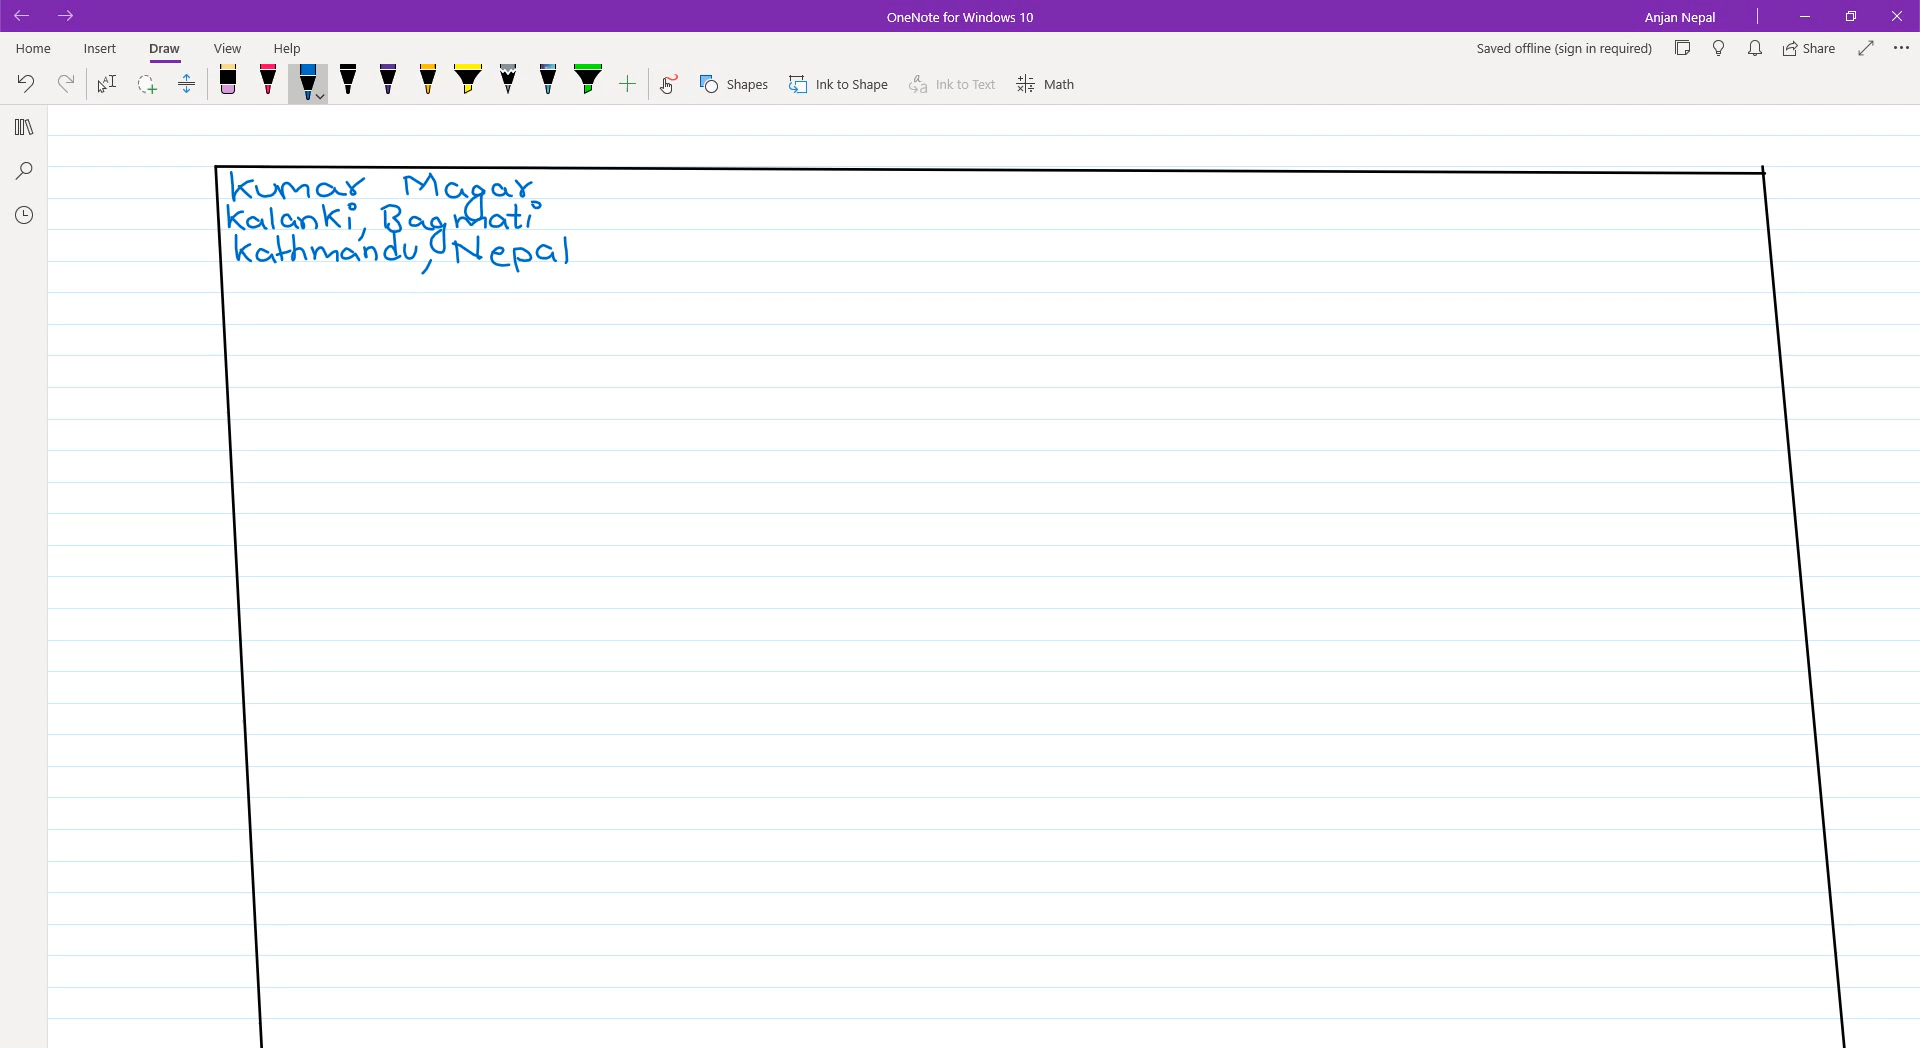 OneNote for Windows 10
Anjan Nepal
Home Insert Draw View Help
Saved offline (sign in required) Share
Shapes Ink to Shape Ink to Text Math
Kumar Magar
Kalanki, Bagmati
Kathmandu, Nepal